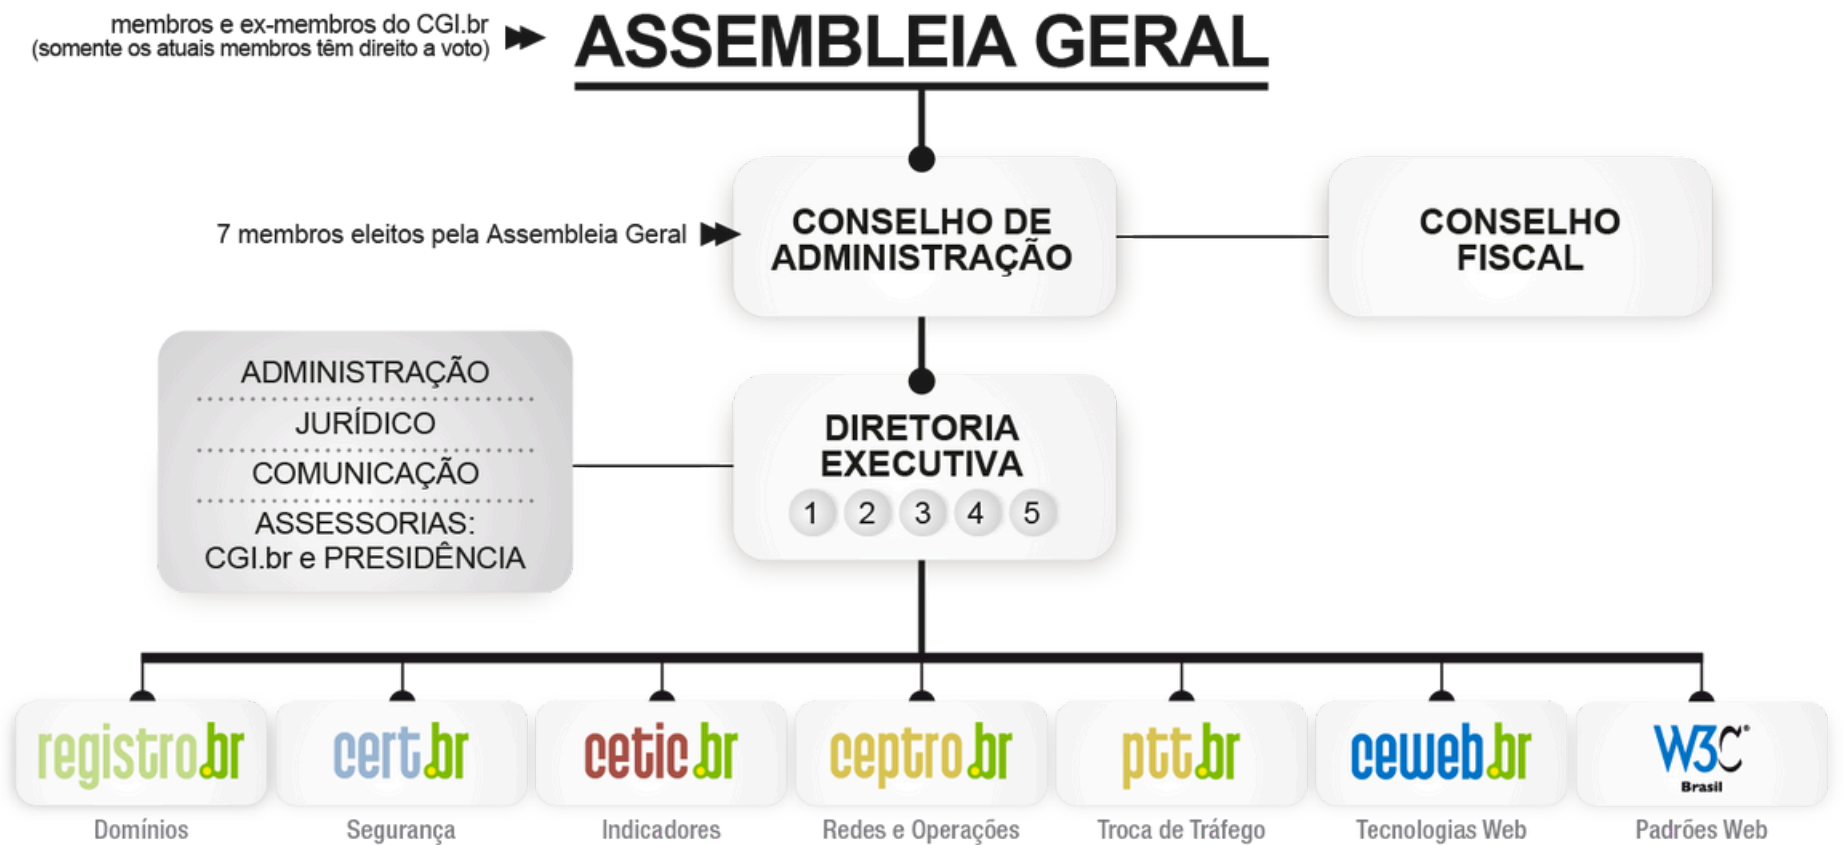 membros e ex-membros do CGI.br
(somente os atuais membros têm direito a voto)
ASSEMBLEIA GERAL
7 membros eleitos pela Assembleia Geral
CONSELHO DE
ADMINISTRAÇÃO
CONSELHO
FISCAL
ADMINISTRAÇÃO
JURÍDICO
COMUNICAÇÃO
ASSESSORIAS:
CGI.br e PRESIDÊNCIA
DIRETORIA
EXECUTIVA
1 2 3 4 5
registro.br
cert.br
cetic.br
ceptro.br
ptt.br
ceweb.br
W3C®
Brasil
Domínios
Segurança
Indicadores
Redes e Operações
Troca de Tráfego
Tecnologias Web
Padrões Web